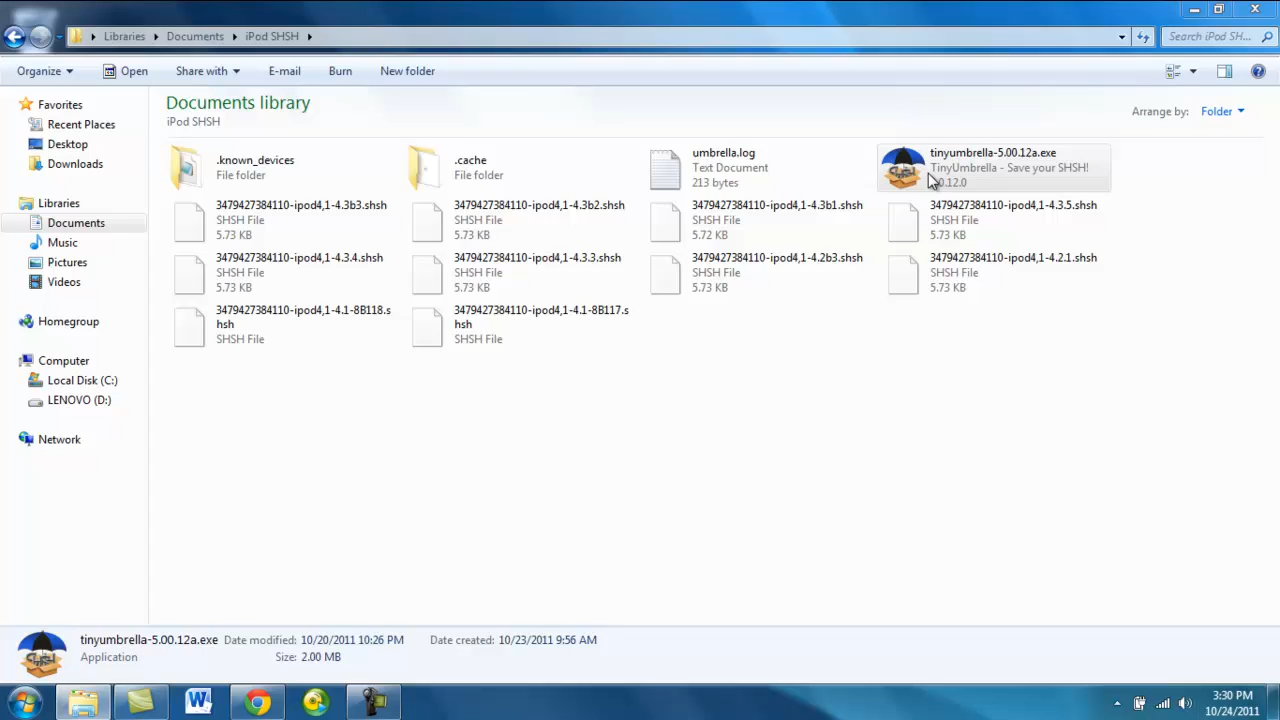 Libraries Documents iPod SHSH
Search iPod SH...
Organize Open Share with E-mail Burn New folder
Favorites
Recent Places
Desktop
Downloads
Libraries
Documents
Music
Pictures
Videos
Homegroup
Computer
Local Disk (C:)
LENOVO (D:)
Network
Documents library
iPod SHSH
Arrange by: Folder
.known_devices
File folder
.cache
File folder
umbrella.log
Text Document
213 bytes
tinyumbrella-5.00.12a.exe
TinyUmbrella - Save your SHSH!
0.12.0
3479427384110-ipod4,1-4.3b3.shsh
SHSH File
5.73 KB
3479427384110-ipod4,1-4.3b2.shsh
SHSH File
5.73 KB
3479427384110-ipod4,1-4.3b1.shsh
SHSH File
5.72 KB
3479427384110-ipod4,1-4.3.5.shsh
SHSH File
5.73 KB
3479427384110-ipod4,1-4.3.4.shsh
SHSH File
5.73 KB
3479427384110-ipod4,1-4.3.3.shsh
SHSH File
5.73 KB
3479427384110-ipod4,1-4.2b3.shsh
SHSH File
5.73 KB
3479427384110-ipod4,1-4.2.1.shsh
SHSH File
5.73 KB
3479427384110-ipod4,1-4.1-8B118.s
hsh
SHSH File
3479427384110-ipod4,1-4.1-8B117.s
hsh
SHSH File
tinyumbrella-5.00.12a.exe Date modified: 10/20/2011 10:26 PM Date created: 10/23/2011 9:56 AM
Application Size: 2.00 MB
3:30 PM
10/24/2011